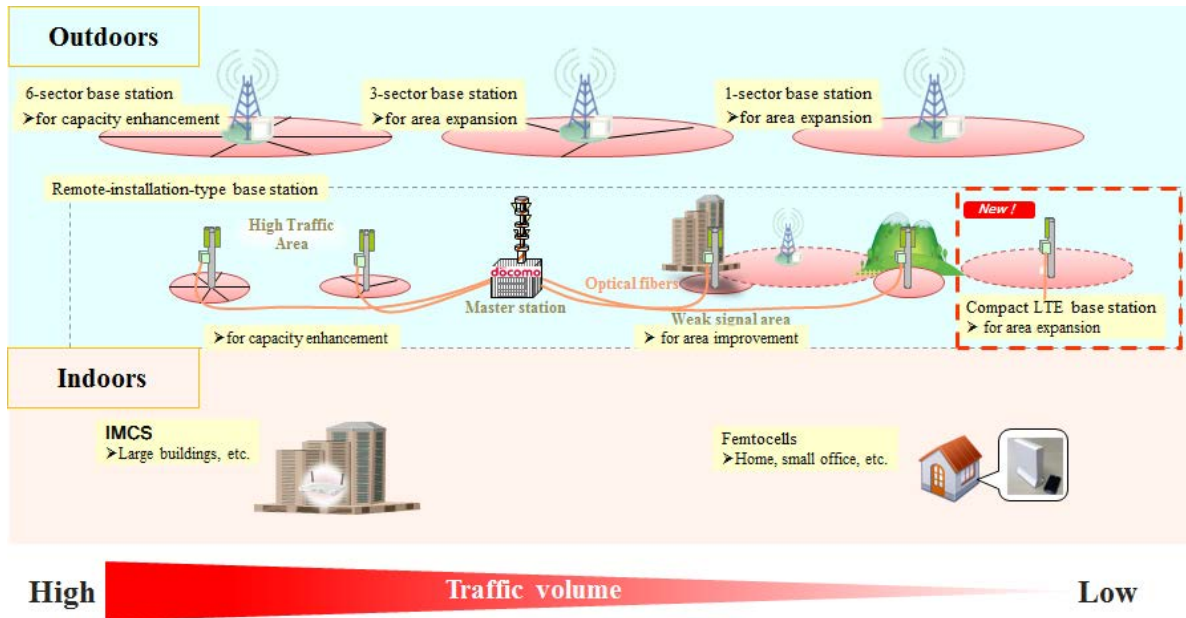 Outdoors
6-sector base station
➢for capacity enhancement
3-sector base station
➢for area expansion
1-sector base station
➢for area expansion
Remote-installation-type base station
High Traffic
Area
docomo
Master station
Optical fibers
Weak signal area
New !
Compact LTE base station
➢ for area expansion
➢for capacity enhancement
➢ for area improvement
Indoors
IMCS
➢Large buildings, etc.
Femtocells
➢Home, small office, etc.
High
Traffic volume
Low